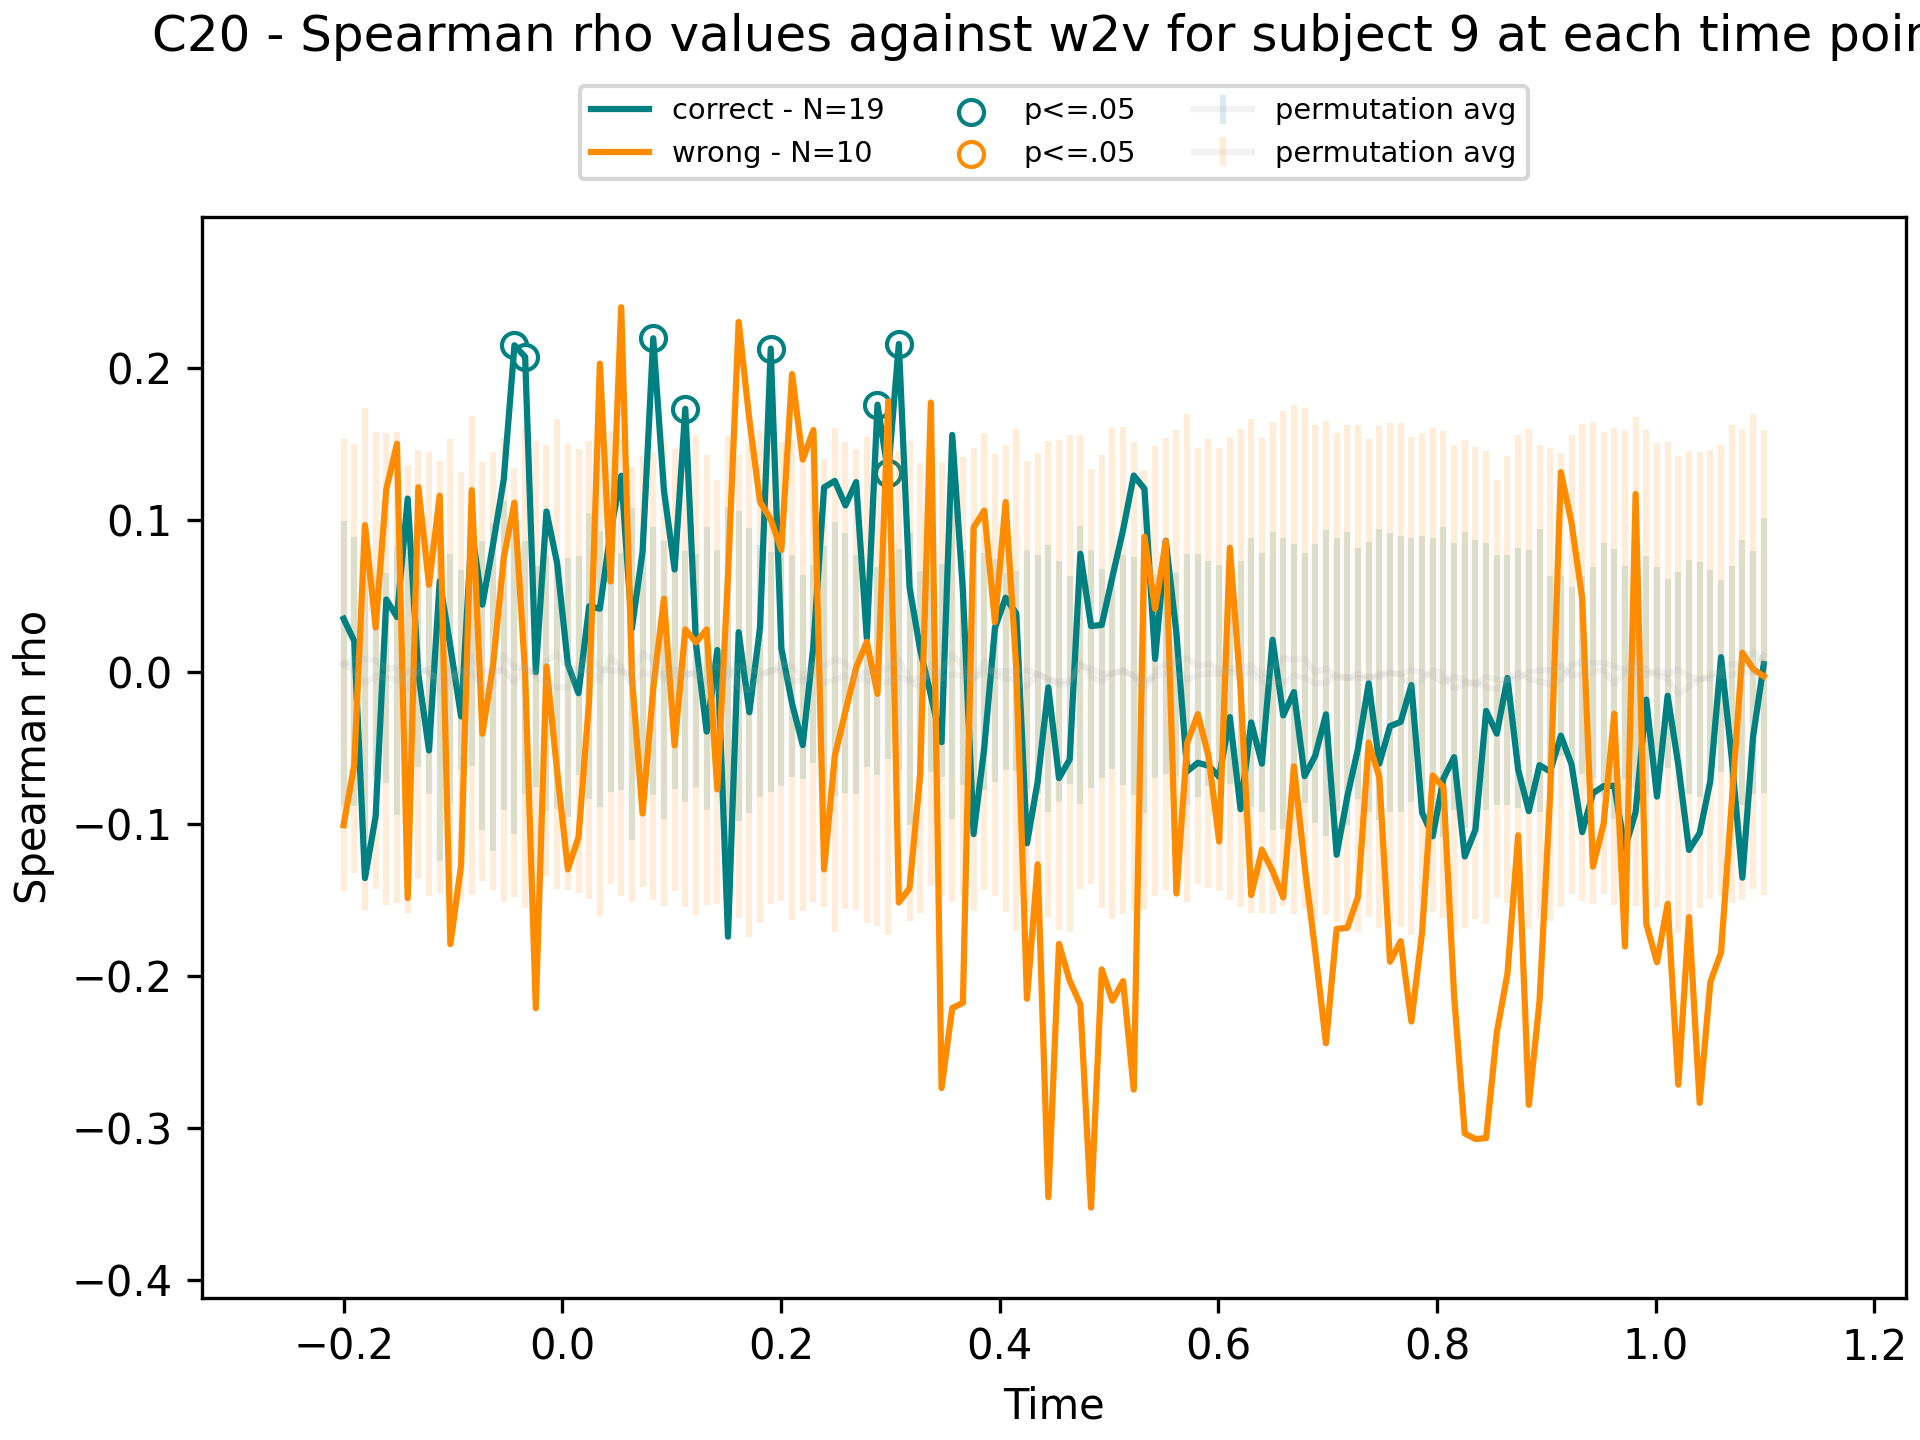 C20 - Spearman rho values against w2v for subject 9 at each time poin
correct - N=19 p<=.05 permutation avg
wrong - N=10 p<=.05 permutation avg
Spearman rho
0.2
0.1
0.0
−0.1
−0.2
−0.3
−0.4
−0.2 0.0 0.2 0.4 0.6 0.8 1.0 1.2
Time